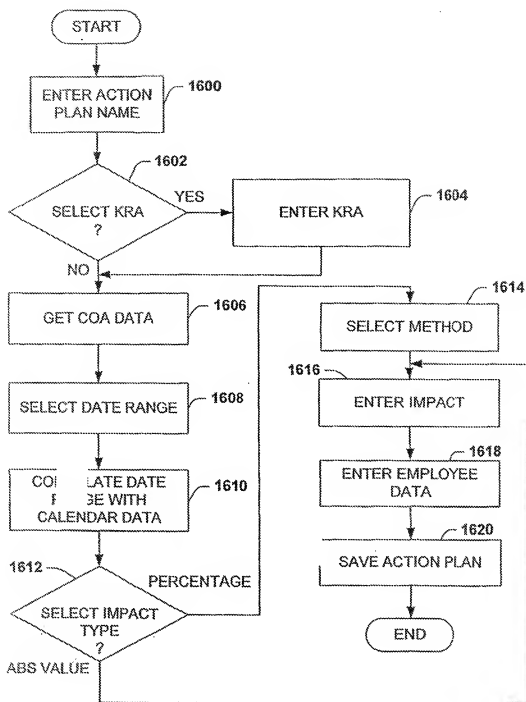 START
ENTER ACTION
PLAN NAME
1600
1602
SELECT KRA
?
YES
NO
ENTER KRA
1604
GET COA DATA
1606
SELECT DATE RANGE
1608
DATE
WITH
CALENDAR DATA
1610
1612
SELECT IMPACT
TYPE
?
PERCENTAGE
ABS VALUE
1614
SELECT METHOD
1616
ENTER IMPACT
1618
ENTER EMPLOYEE
DATA
1620
SAVE ACTION PLAN
END